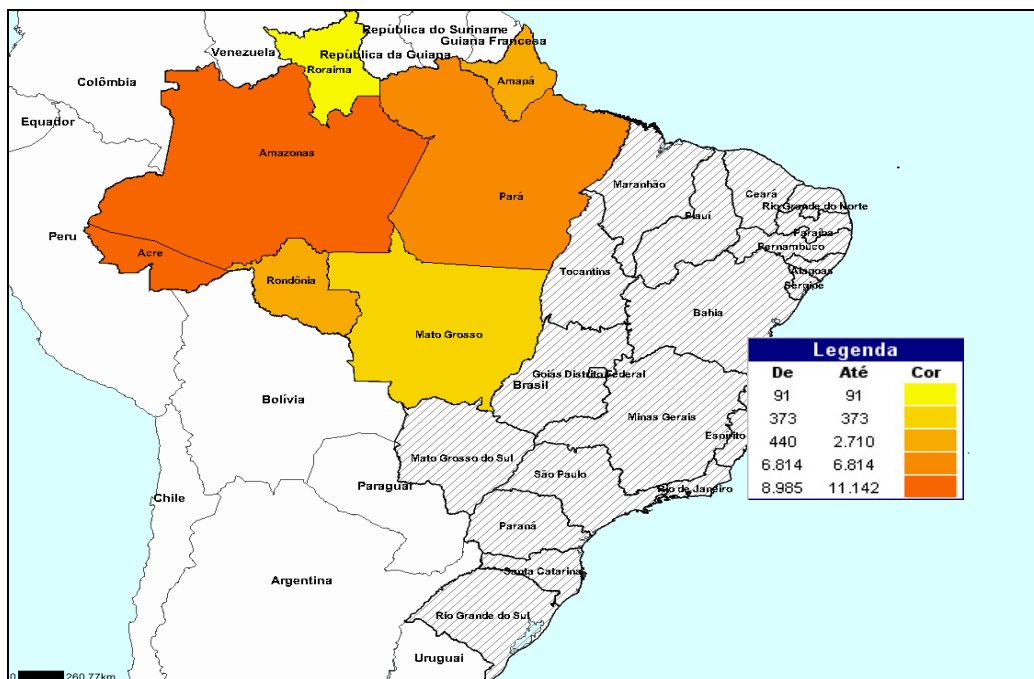 República do Suriname
Guiana Francesa
Venezuela
República da Guiana
Roraima
Colômbia
Amapá
Equador
Amazonas
Maranhão
Ceará
Pará
Rio Grande do Norte
Piauí
Paraíba
Peru
Acre
Pernambuco
Tocantins
Alagoas
Rondônia
Sergipe
Bahia
Mato Grosso
Legenda
De Até Cor
91 91
373 373
440 2.710
6.814 6.814
8.985 11.142
Goiás
Distrito Federal
Brasil
Bolívia
Minas Gerais
Espírito
Mato Grosso do Sul
São Paulo
Paraguai
Rio de Janeiro
Chile
Paraná
Santa Catarina
Argentina
Rio Grande do Sul
Uruguai
0 260.77km